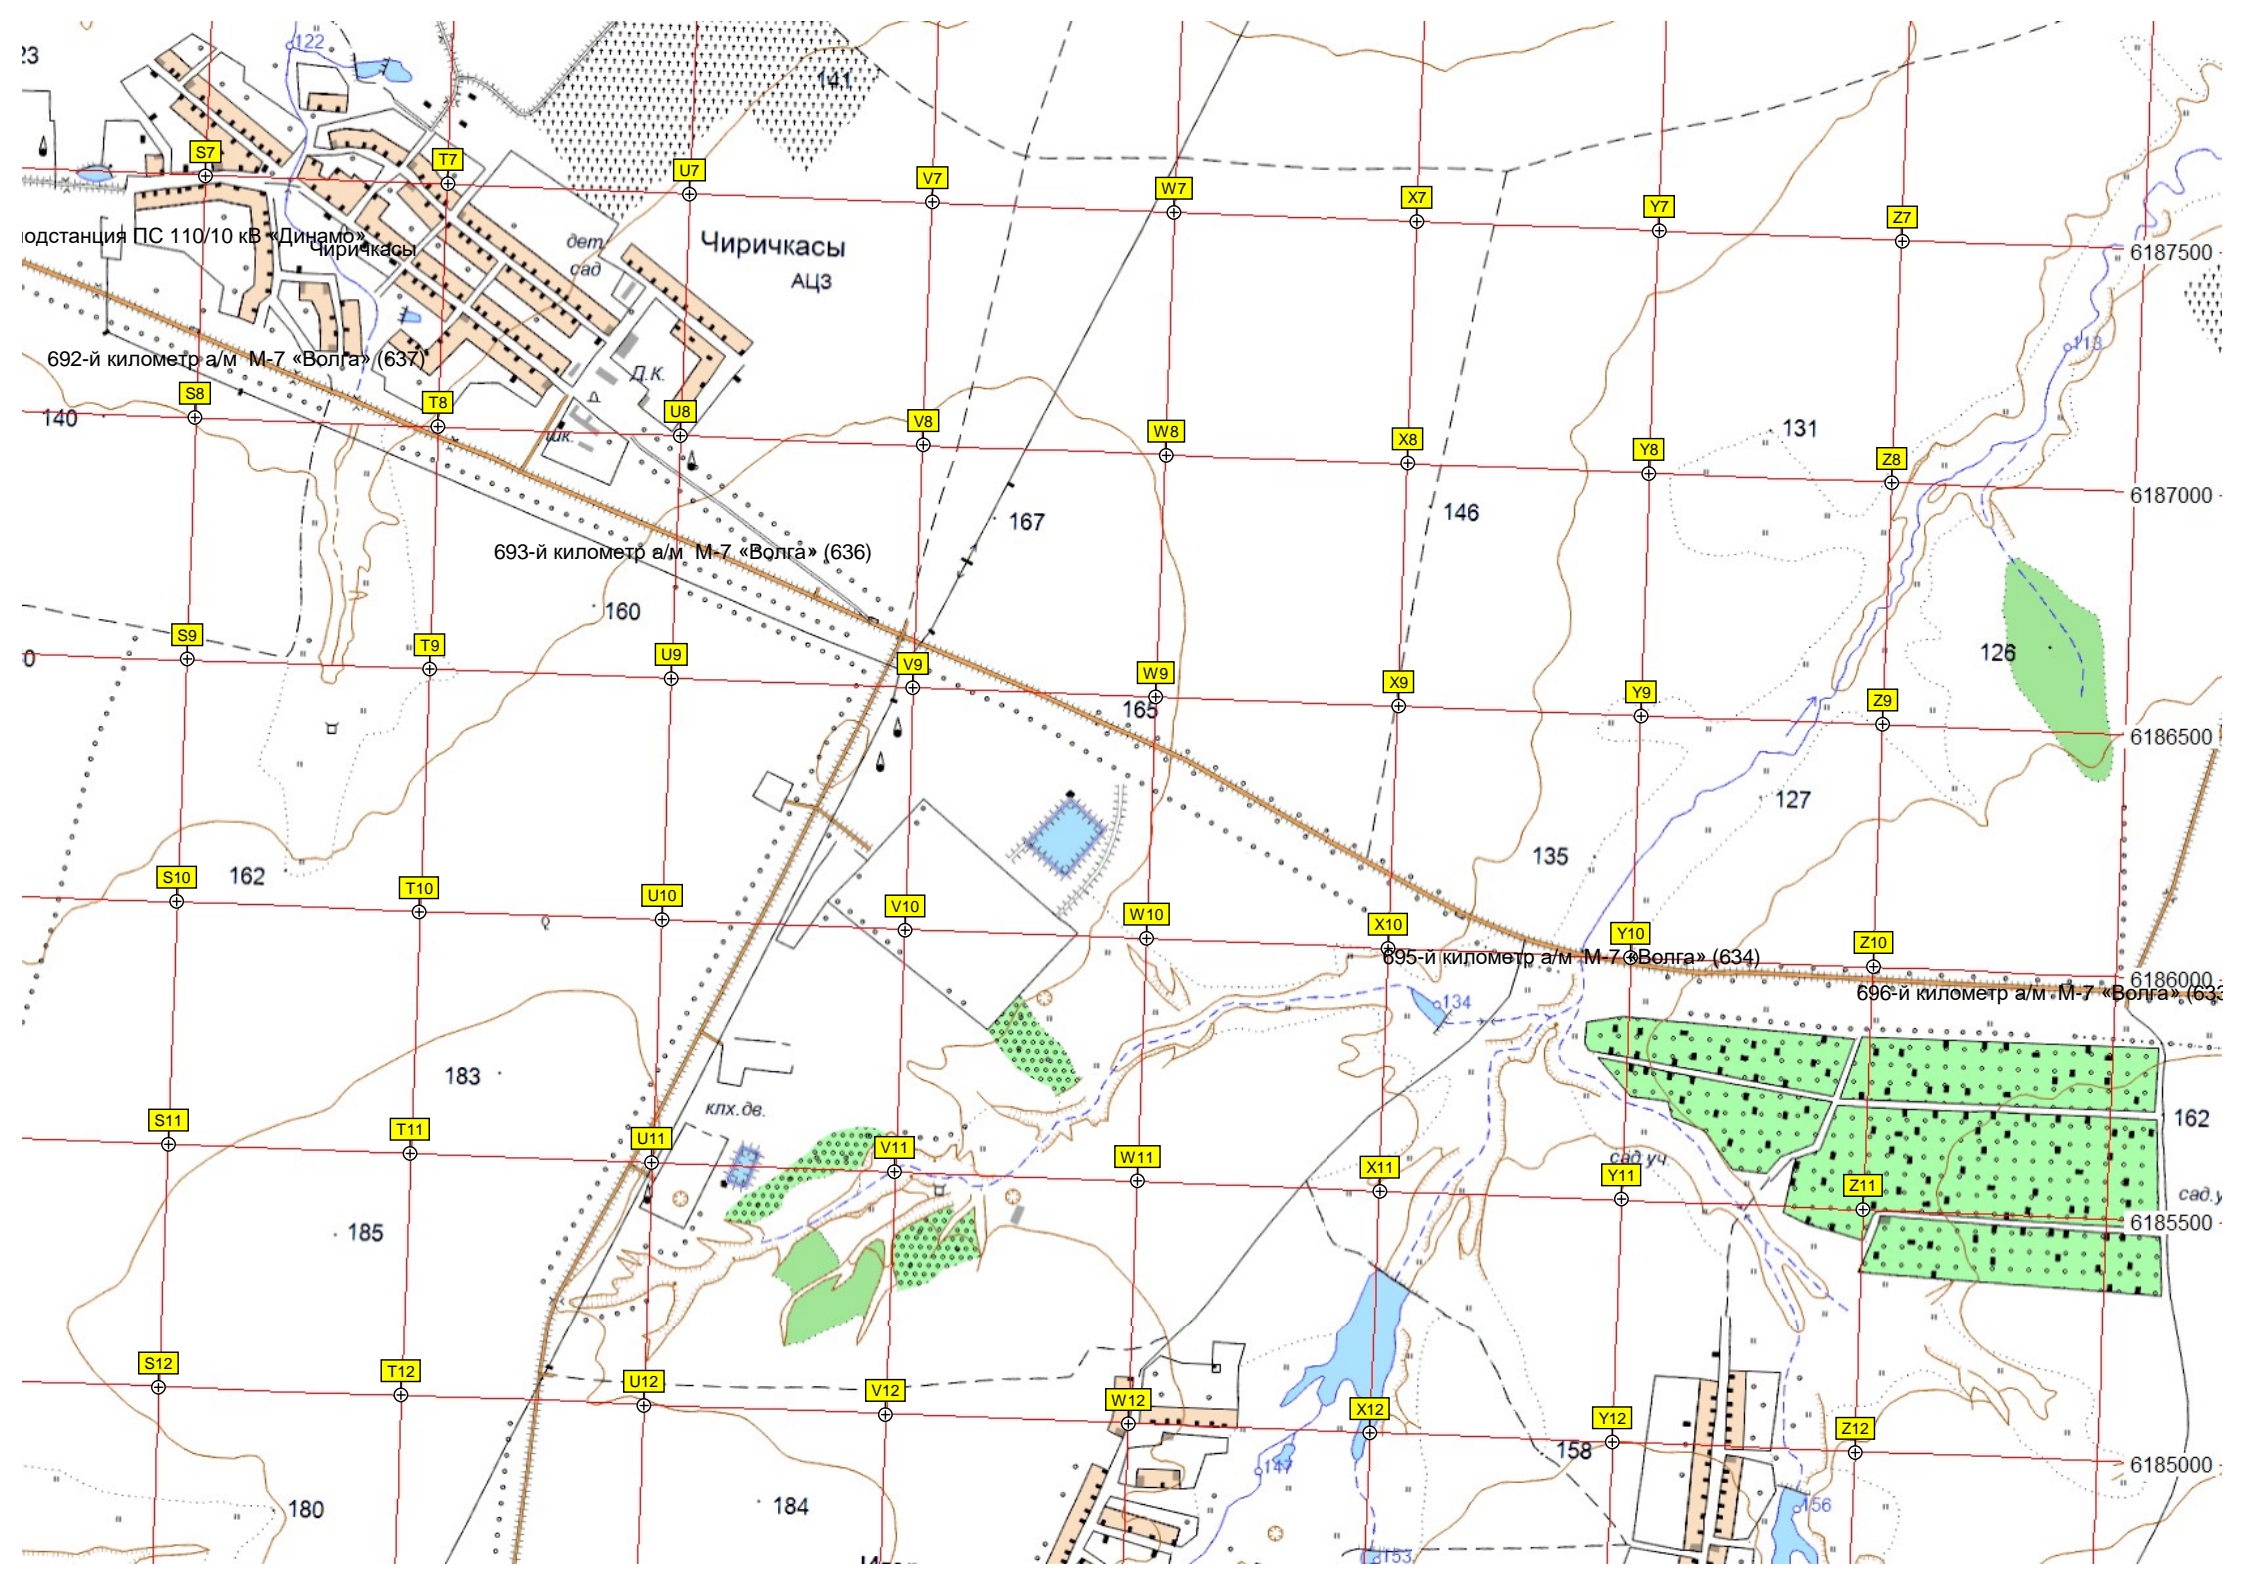 23
122
141
S7
T7
U7
V7
W7
X7
Y7
Z7
подстанция ПС 110/10 кВ «Динамо»
Чиричкасы
дет.
сад
Чиричкасы
АЦЗ
6187500
692-й километр а/м М-7 «Волга» (637)
113
Д.К.
S8
T8
U8
V8
W8
X8
Y8
Z8
140
шк.
131
6187000
167
146
693-й километр а/м М-7 «Волга» (636)
160
126
S9
T9
U9
V9
W9
X9
Y9
Z9
165
6186500
127
135
162
S10
T10
U10
V10
W10
X10
Y10
Z10
695-й километр а/м М-7 «Волга» (634)
6186000
696-й километр а/м М-7 «Волга» (633
134
183
клх.дв.
162
S11
T11
U11
V11
W11
X11
Y11
Z11
сад.уч.
сад.у
185
6185500
S12
T12
U12
V12
W12
X12
Y12
Z12
158
147
6185000
180
184
156
153